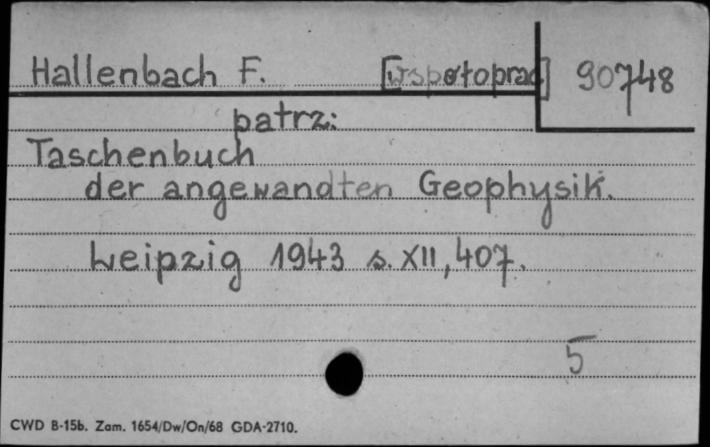 Hallenbach F. [współoprac] 90748
patrz:
Taschenbuch
der angewandten Geophysik.
Leipzig 1943 s. XII, 407.
5
CWD B-15b. Zam. 1654/Dw/On/68 GDA-2710.